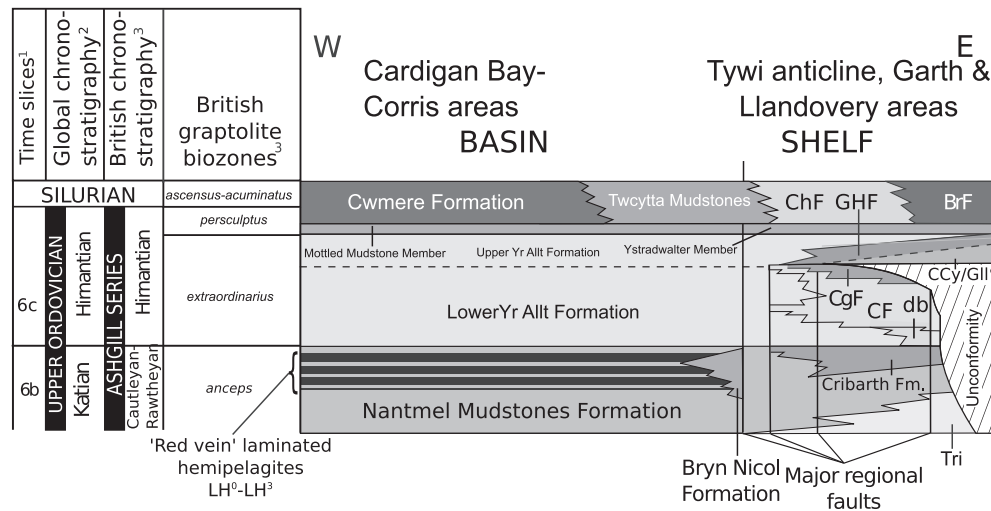 Time slices¹
Global chrono-
stratigraphy²
British chrono-
stratigraphy³
British
graptolite
biozones³
W
E
Cardigan Bay-
Corris areas
BASIN
Tywi anticline, Garth &
Llandovery areas
SHELF
SILURIAN
ascensus-acuminatus
Cwmere Formation
Twcytta Mudstones
ChF
GHF
BrF
persculptus
Mottled Mudstone Member
Upper Yr Allt Formation
Ystradwalter Member
6c
UPPER ORDOVICIAN
Hirnantian
ASHGILL SERIES
Hirnantian
extraordinarius
LowerYr Allt Formation
CCy/Gll
CgF
CF
db
Unconformity
6b
Katian
Cautleyan-
Rawtheyan
anceps
Cribarth Fm.
Nantmel Mudstones Formation
'Red vein' laminated
hemipelagites
LH⁰-LH³
Bryn Nicol
Formation
Major regional
faults
Tri